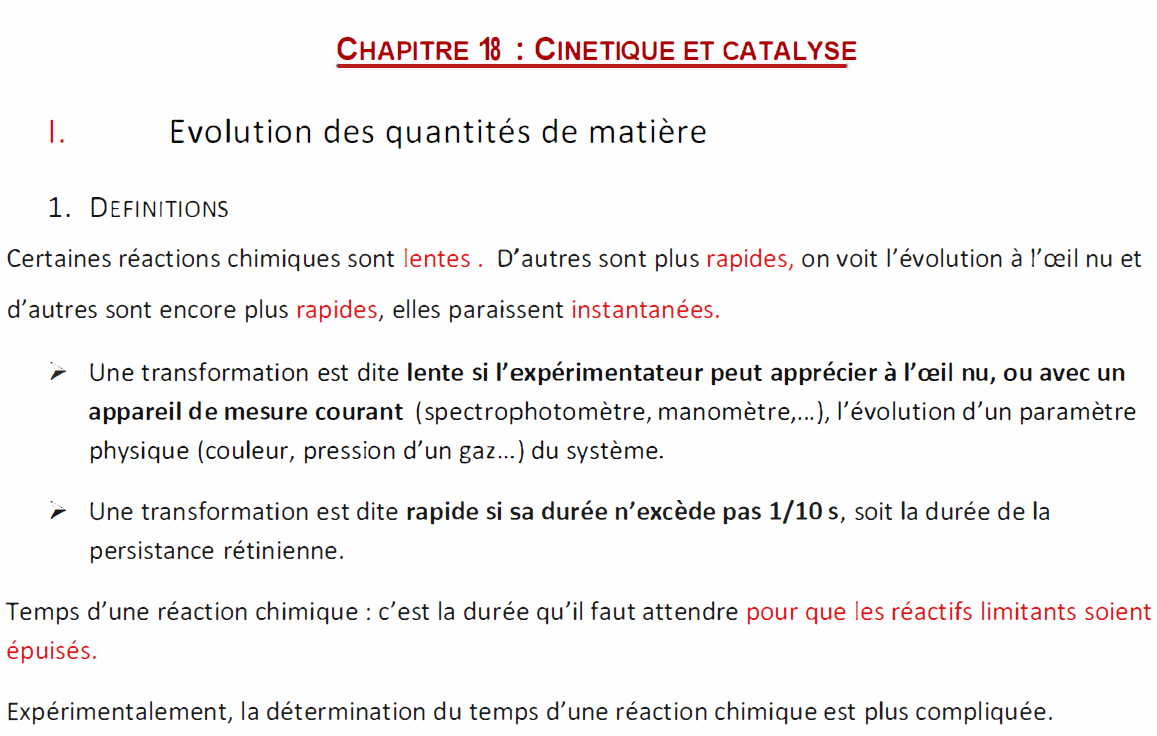 CHAPITRE 18 : CINETIQUE ET CATALYSE
I. Evolution des quantités de matière
1. DEFINITIONS
Certaines réactions chimiques sont lentes . D’autres sont plus rapides, on voit l’évolution à l’œil nu et
d’autres sont encore plus rapides, elles paraissent instantanées.
➢ Une transformation est dite lente si l’expérimentateur peut apprécier à l’œil nu, ou avec un
appareil de mesure courant (spectrophotomètre, manomètre,...), l’évolution d’un paramètre
physique (couleur, pression d’un gaz...) du système.
➢ Une transformation est dite rapide si sa durée n’excède pas 1/10 s, soit la durée de la
persistance rétinienne.
Temps d’une réaction chimique : c’est la durée qu’il faut attendre pour que les réactifs limitants soient
épuisés.
Expérimentalement, la détermination du temps d’une réaction chimique est plus compliquée.